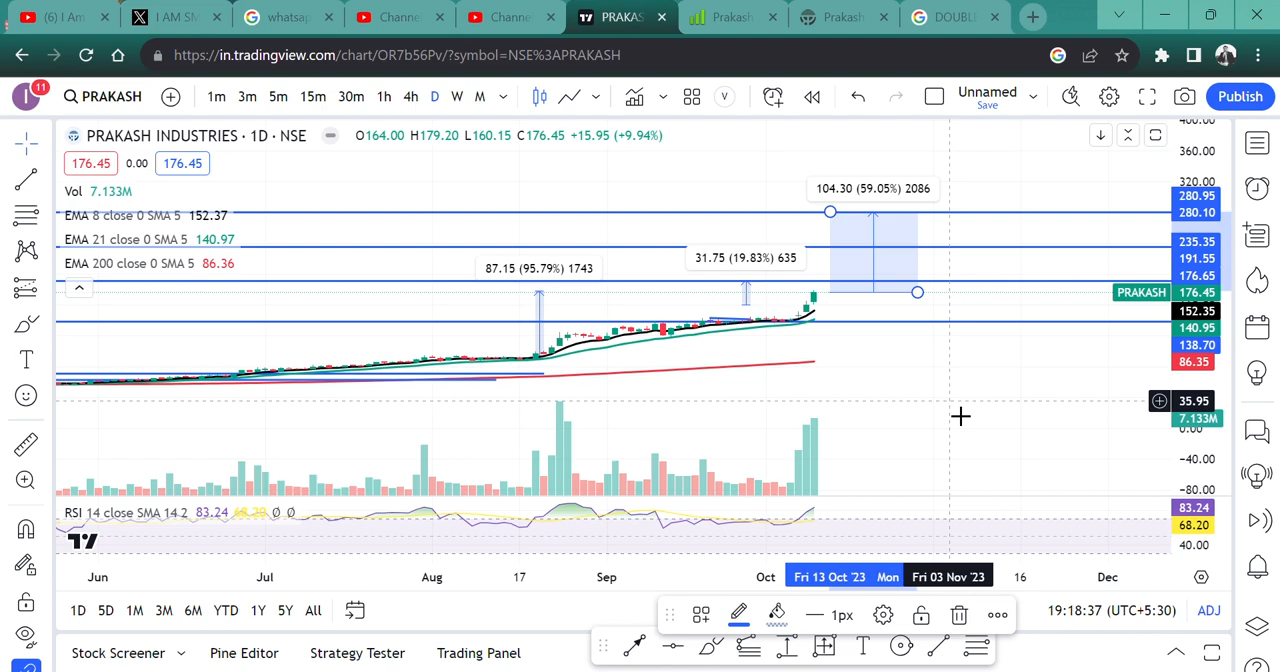 (6) I Am
I AM SM
whatsap
Channe
Channe
PRAKAS
Prakash
Prakash
DOUBL
https://in.tradingview.com/chart/OR7b56Pv/?symbol=NSE%3APRAKASH
I 11 PRAKASH 1m 3m 5m 15m 30m 1h 4h D W M V Unnamed Save Publish
PRAKASH INDUSTRIES · 1D · NSE O164.00 H179.20 L160.15 C176.45 +15.95 (+9.94%)
176.45 0.00 176.45
Vol 7.133M
EMA 8 close 0 SMA 5 152.37
EMA 21 close 0 SMA 5 140.97
EMA 200 close 0 SMA 5 86.36
104.30 (59.05%) 2086
31.75 (19.83%) 635
87.15 (95.79%) 1743
400.00
360.00
320.00
280.95
280.10
235.35
191.55
176.65
PRAKASH 176.45
152.35
140.95
138.70
86.35
35.95
7.133M
0.00
−40.00
−80.00
RSI 14 close SMA 14 2 83.24 68.20 Ø Ø
83.24
68.20
40.00
Jun Jul Aug 17 Sep Oct Fri 13 Oct '23 Mon Fri 03 Nov '23 16 Dec
1D 5D 1M 3M 6M YTD 1Y 5Y All 19:18:37 (UTC+5:30) ADJ
1px
Stock Screener Pine Editor Strategy Tester Trading Panel